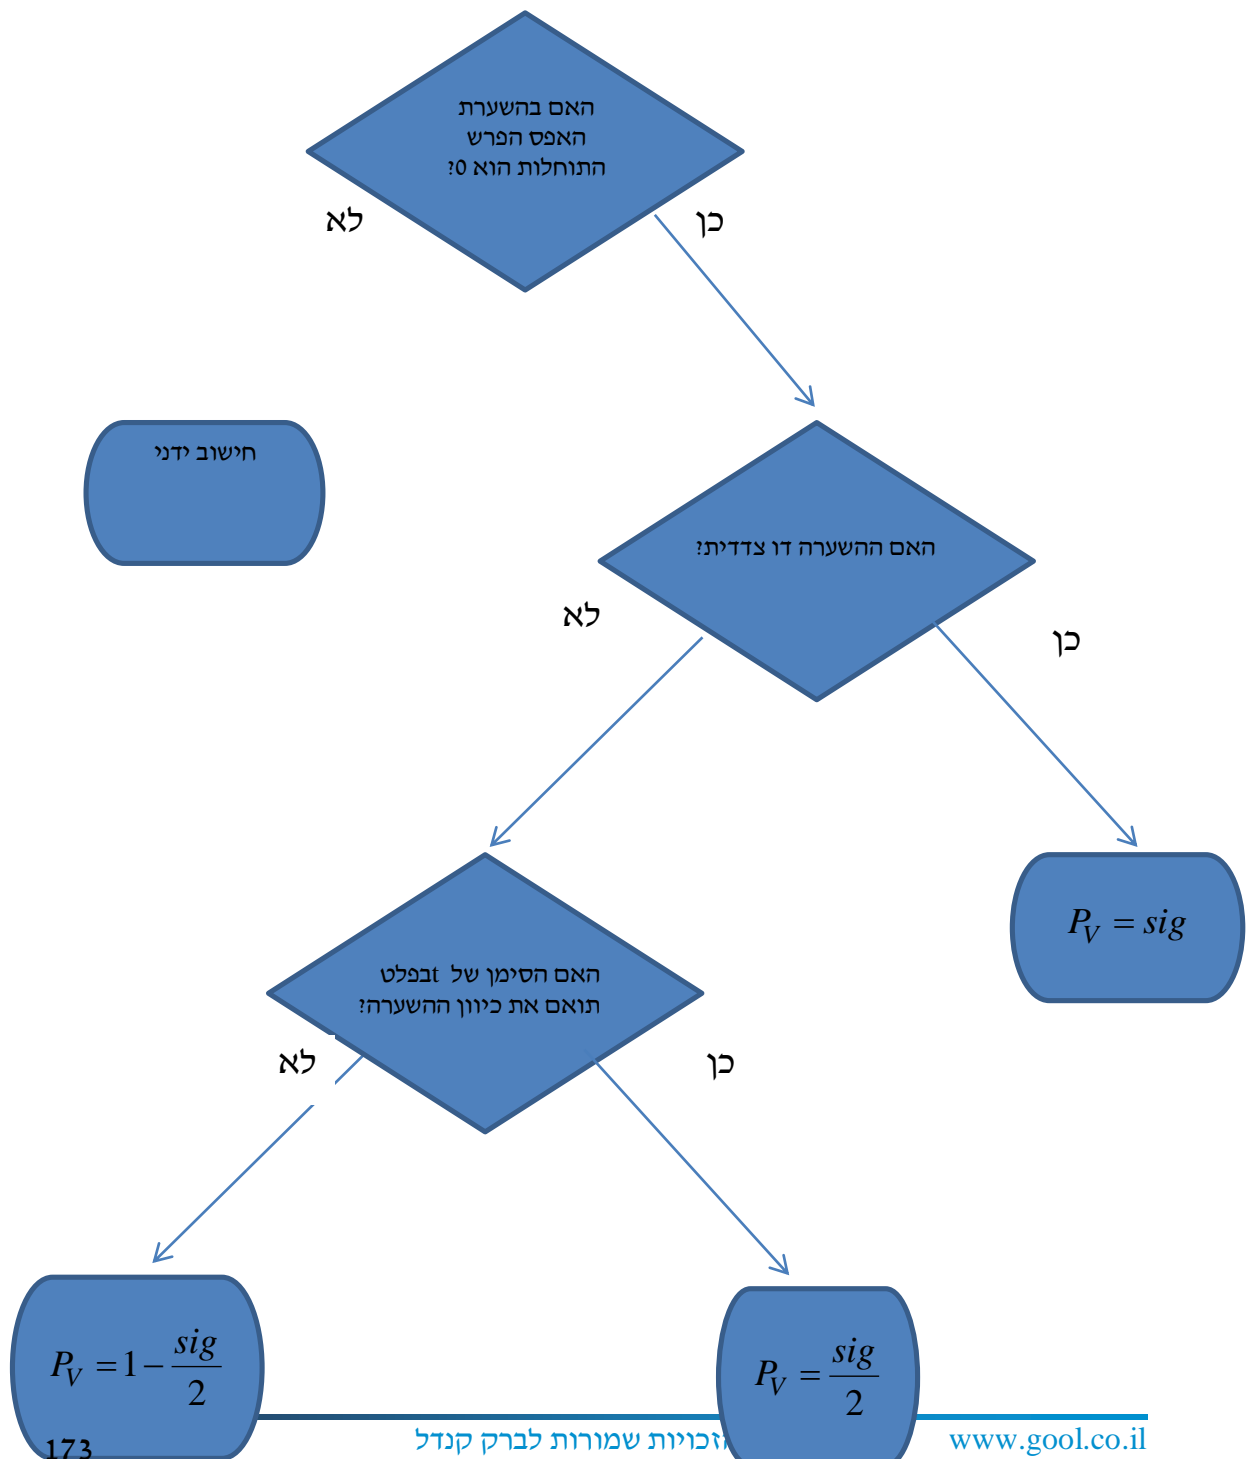 האם בהשערת
האפס הפרש
התוחלות הוא 0?
לא
כן
חישוב ידני
האם ההשערה דו צדדית?
לא
כן
P_V = sig
האם הסימן של tבפלט
תואם את כיוון ההשערה?
לא
כן
P_V = 1 - sig/2
P_V = sig/2
173
זכויות שמורות לברק קנדל
www.gool.co.il